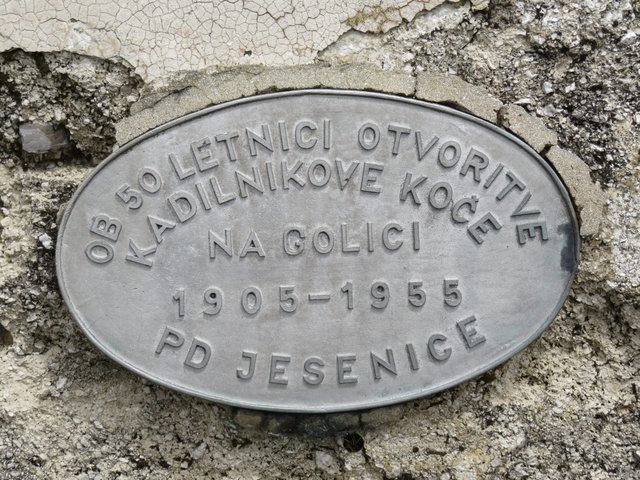 OB 50 LETNICI OTVORITVE
KADILNIKOVE KOČE
NA GOLICI
1905-1955
PD JESENICE